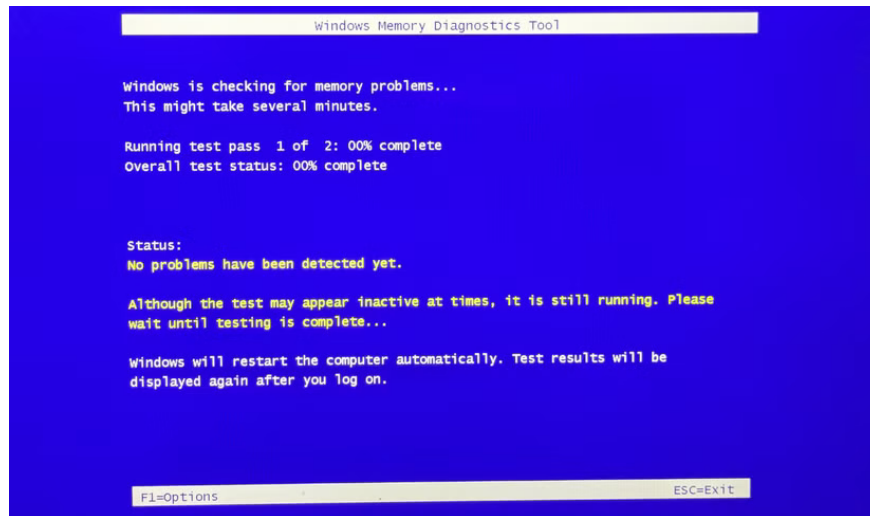 Windows Memory Diagnostics Tool
Windows is checking for memory problems...
This might take several minutes.
Running test pass 1 of 2: 00% complete
Overall test status: 00% complete
Status:
No problems have been detected yet.
Although the test may appear inactive at times, it is still running. Please
wait until testing is complete...
Windows will restart the computer automatically. Test results will be
displayed again after you log on.
F1=Options ESC=Exit